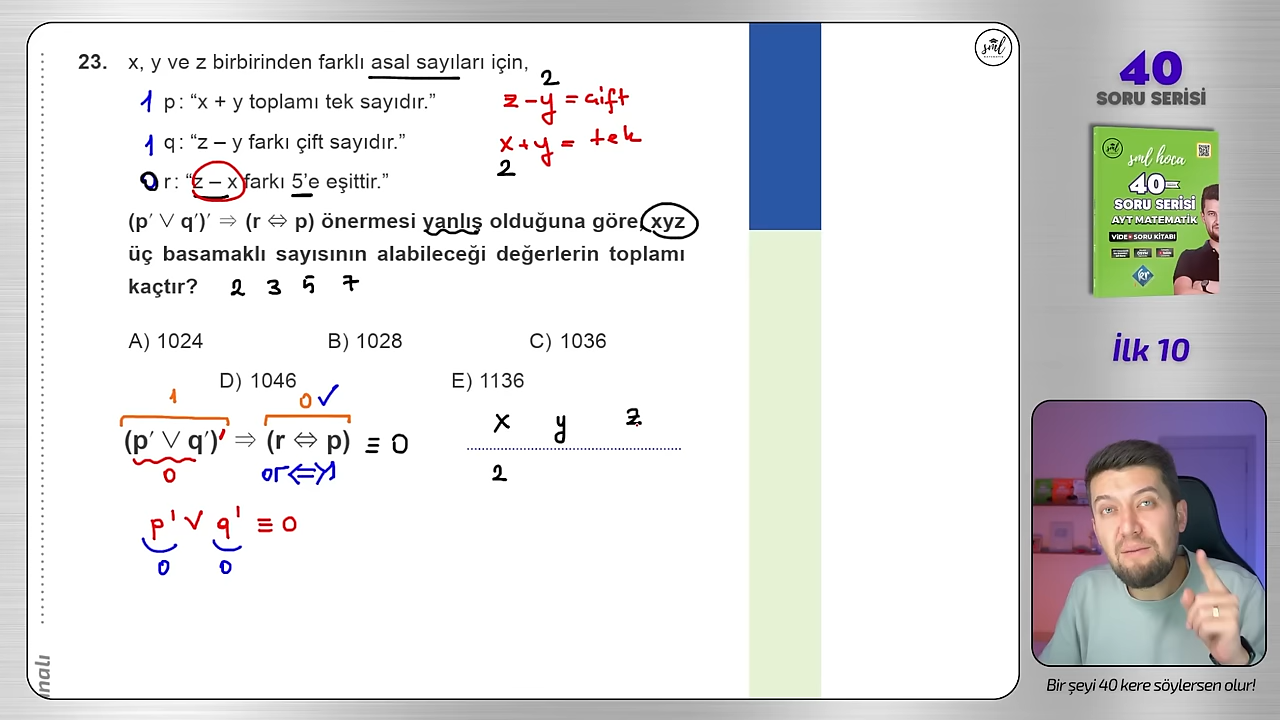 23. x, y ve z birbirinden farklı asal sayıları için,
2
1 p: “x + y toplamı tek sayıdır.”
z - y = çift
1 q: “z – y farkı çift sayıdır.”
x + y = tek
2
0 r: “z – x farkı 5’e eşittir.”
(p′ ∨ q′)′ ⇒ (r ⇔ p) önermesi yanlış olduğuna göre, xyz
üç basamaklı sayısının alabileceği değerlerin toplamı
kaçtır? 2 3 5 7
A) 1024 B) 1028 C) 1036
D) 1046 E) 1136
1 0 ✓
(p′ ∨ q′)′ ⇒ (r ⇔ p) ≡ 0
0 0 r ⇔ p 1
p' ∨ q' ≡ 0
0 0
x y z
2
sml
40
SORU SERİSİ
sml hoca
40
SORU SERİSİ
AYT MATEMATİK
VİDEO SORU KİTABI
İlk 10
Bir şeyi 40 kere söylersen olur!